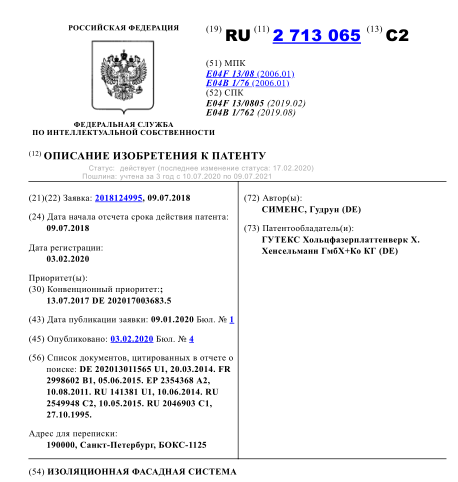 РОССИЙСКАЯ ФЕДЕРАЦИЯ
ФЕДЕРАЛЬНАЯ СЛУЖБА
ПО ИНТЕЛЛЕКТУАЛЬНОЙ СОБСТВЕННОСТИ
(19) RU (11) 2 713 065 (13) C2
(51) МПК
E04F 13/08 (2006.01)
E04B 1/76 (2006.01)
(52) СПК
E04F 13/0805 (2019.02)
E04B 1/762 (2019.08)
(12) ОПИСАНИЕ ИЗОБРЕТЕНИЯ К ПАТЕНТУ
Статус: действует (последнее изменение статуса: 17.02.2020)
Пошлина: учтена за 3 год с 10.07.2020 по 09.07.2021
(21)(22) Заявка: 2018124995, 09.07.2018
(24) Дата начала отсчета срока действия патента:
09.07.2018
Дата регистрации:
03.02.2020
Приоритет(ы):
(30) Конвенционный приоритет:;
13.07.2017 DE 202017003683.5
(43) Дата публикации заявки: 09.01.2020 Бюл. № 1
(45) Опубликовано: 03.02.2020 Бюл. № 4
(56) Список документов, цитированных в отчете о
поиске: DE 202013011565 U1, 20.03.2014. FR
2998602 B1, 05.06.2015. EP 2354368 A2,
10.08.2011. RU 141381 U1, 10.06.2014. RU
2549948 C2, 10.05.2015. RU 2046903 C1,
27.10.1995.
Адрес для переписки:
190000, Санкт-Петербург, БОКС-1125
(72) Автор(ы):
СИМЕНС, Гудрун (DE)
(73) Патентообладатель(и):
ГУТЕКС Хольцфазерплаттенверк Х.
Хенсельманн ГмбХ+Ко КГ (DE)
(54) ИЗОЛЯЦИОННАЯ ФАСАДНАЯ СИСТЕМА